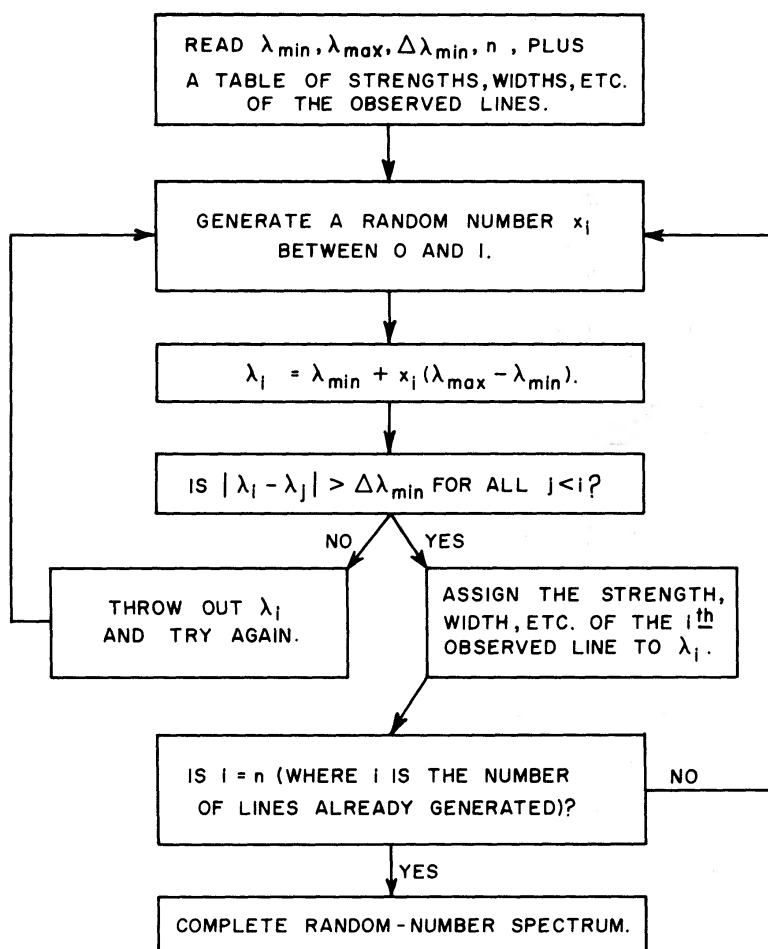 READ λmin, λmax, Δλmin, n , PLUS
A TABLE OF STRENGTHS, WIDTHS, ETC.
OF THE OBSERVED LINES.
GENERATE A RANDOM NUMBER xi
BETWEEN 0 AND 1.
λi = λmin + xi (λmax – λmin).
IS | λi – λj | > Δλmin FOR ALL j<i?
NO
YES
THROW OUT λi
AND TRY AGAIN.
ASSIGN THE STRENGTH,
WIDTH, ETC. OF THE ith
OBSERVED LINE TO λi.
IS i = n (WHERE i IS THE NUMBER
OF LINES ALREADY GENERATED)?
NO
YES
COMPLETE RANDOM-NUMBER SPECTRUM.